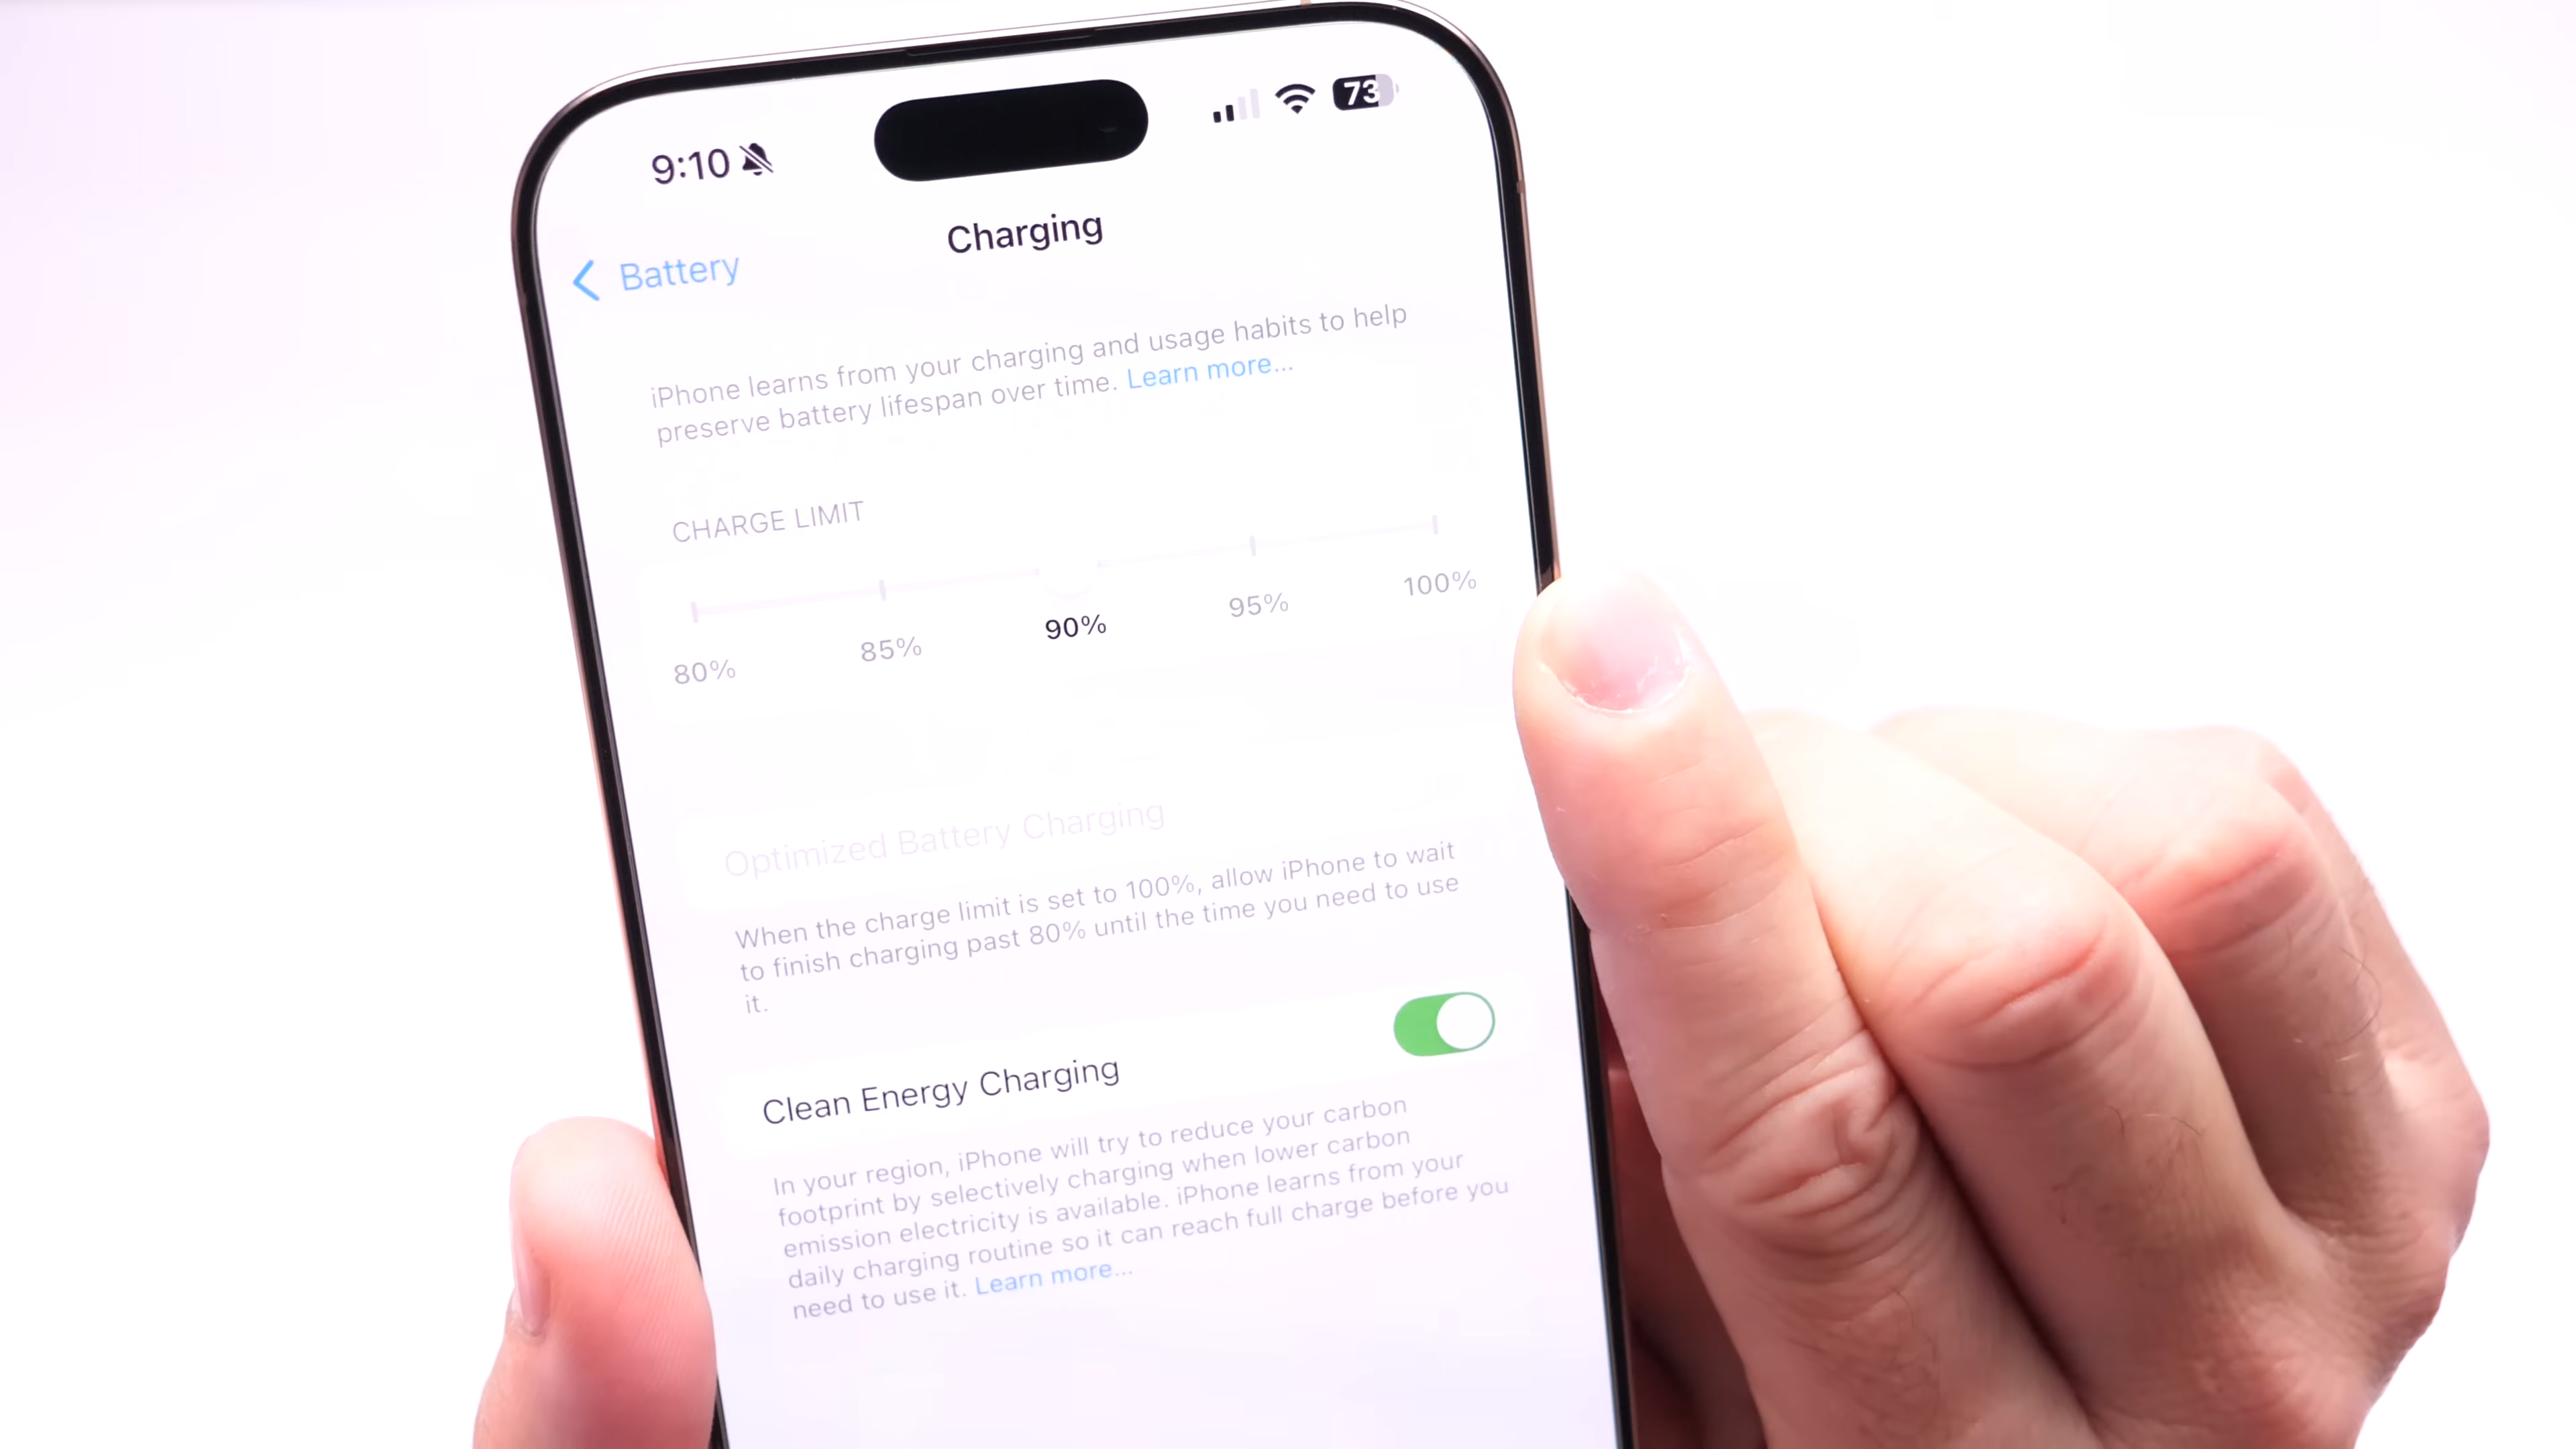 9:10
73
Battery
Charging
iPhone learns from your charging and usage habits to help
preserve battery lifespan over time. Learn more...
CHARGE LIMIT
80% 85% 90% 95% 100%
Optimized Battery Charging
When the charge limit is set to 100%, allow iPhone to wait
to finish charging past 80% until the time you need to use
it.
Clean Energy Charging
In your region, iPhone will try to reduce your carbon
footprint by selectively charging when lower carbon
emission electricity is available. iPhone learns from your
daily charging routine so it can reach full charge before you
need to use it. Learn more...